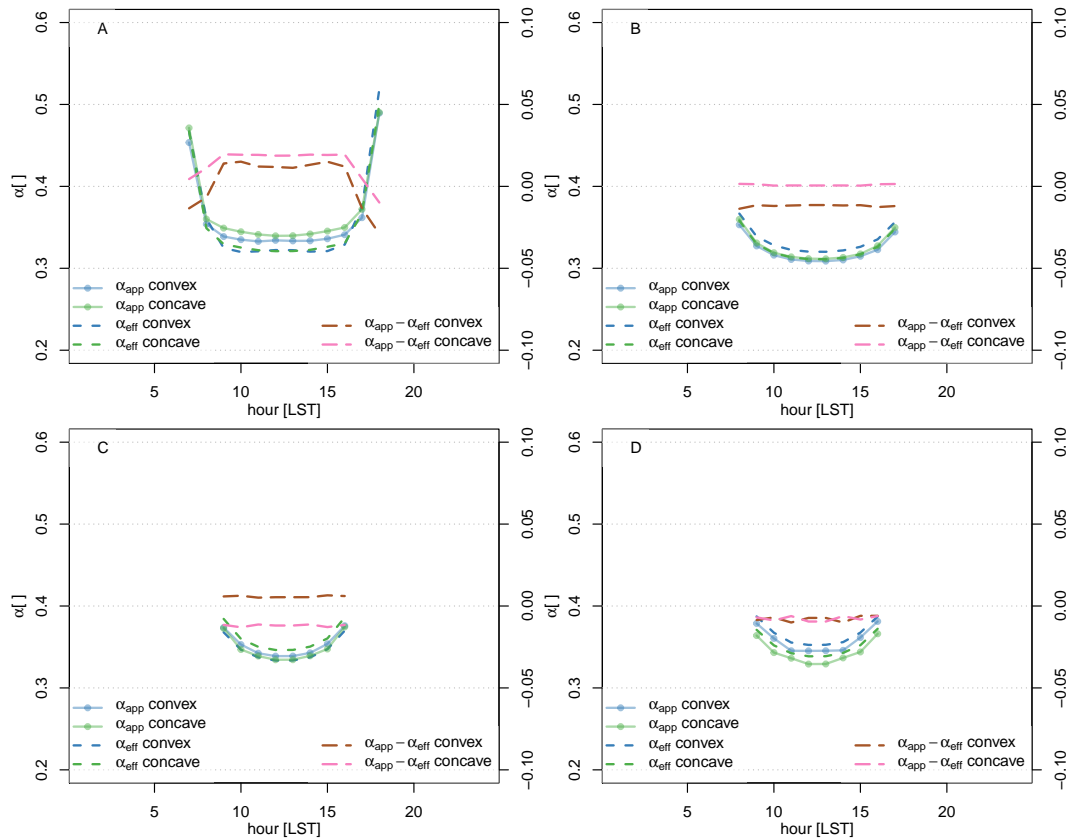 A
0.6
0.5
0.4
0.3
0.2
α[ ]
0.10
0.05
0.00
−0.05
−0.10
αapp convex
αapp concave
αeff convex
αeff concave
αapp − αeff convex
αapp − αeff concave
5 10 15 20
hour [LST]
B
0.6
0.5
0.4
0.3
0.2
α[ ]
0.10
0.05
0.00
−0.05
−0.10
αapp convex
αapp concave
αeff convex
αeff concave
αapp − αeff convex
αapp − αeff concave
5 10 15 20
hour [LST]
C
0.6
0.5
0.4
0.3
0.2
α[ ]
0.10
0.05
0.00
−0.05
−0.10
αapp convex
αapp concave
αeff convex
αeff concave
αapp − αeff convex
αapp − αeff concave
5 10 15 20
hour [LST]
D
0.6
0.5
0.4
0.3
0.2
α[ ]
0.10
0.05
0.00
−0.05
−0.10
αapp convex
αapp concave
αeff convex
αeff concave
αapp − αeff convex
αapp − αeff concave
5 10 15 20
hour [LST]